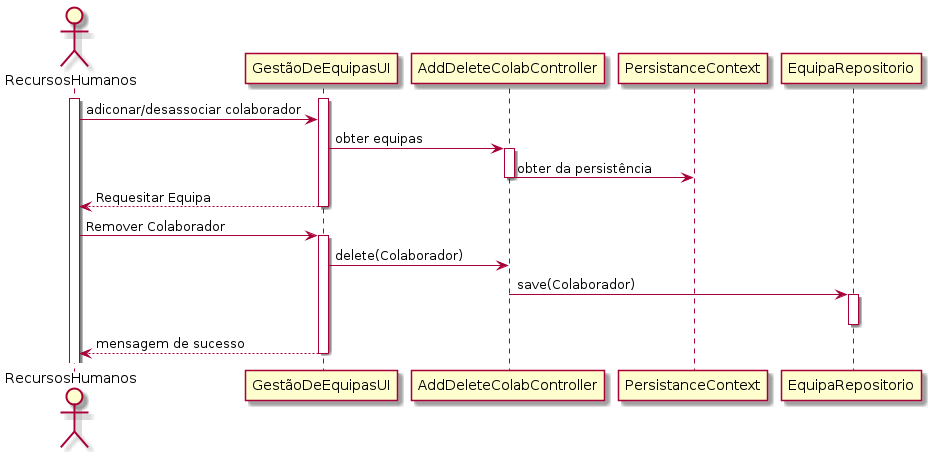 RecursosHumanos
GestãoDeEquipasUI
AddDeleteColabController
PersistanceContext
EquipaRepositorio
adiconar/desassociar colaborador
obter equipas
obter da persistência
Requesitar Equipa
Remover Colaborador
delete(Colaborador)
save(Colaborador)
mensagem de sucesso
RecursosHumanos
GestãoDeEquipasUI
AddDeleteColabController
PersistanceContext
EquipaRepositorio